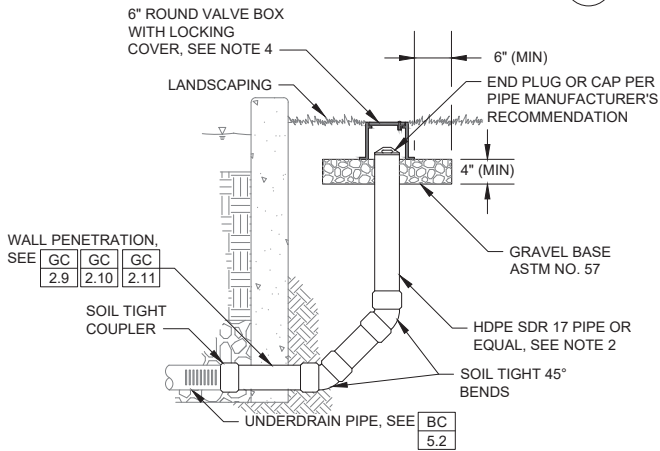 6" ROUND VALVE BOX
WITH LOCKING
COVER, SEE NOTE 4
6" (MIN)
LANDSCAPING
END PLUG OR CAP PER
PIPE MANUFACTURER'S
RECOMMENDATION
4" (MIN)
WALL PENETRATION,
SEE GC GC GC
2.9 2.10 2.11
GRAVEL BASE
ASTM NO. 57
SOIL TIGHT
COUPLER
HDPE SDR 17 PIPE OR
EQUAL, SEE NOTE 2
SOIL TIGHT 45°
BENDS
UNDERDRAIN PIPE, SEE BC
5.2